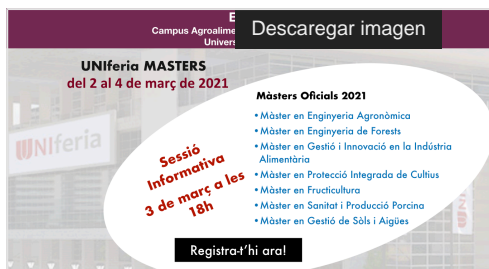 Campus Agroalime
Descaregar imagen
Univers
UNIferia MASTERS
del 2 al 4 de març de 2021
Màsters Oficials 2021
• Màster en Enginyeria Agronòmica
• Màster en Enginyeria de Forests
• Màster en Gestió i Innovació en la Indústria
Alimentària
• Màster en Protecció Integrada de Cultius
• Màster en Fructicultura
• Màster en Sanitat i Producció Porcina
• Màster en Gestió de Sòls i Aigües
UNIferia
Sessió
Informativa
3 de març a les
18h
Registra-t’hi ara!